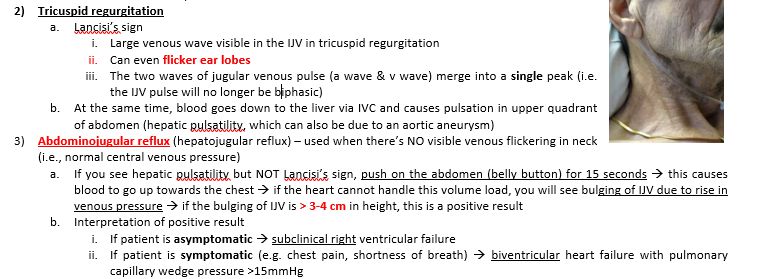 2) Tricuspid regurgitation
a. Lancisi's sign
i. Large venous wave visible in the IJV in tricuspid regurgitation
ii. Can even flicker ear lobes
iii. The two waves of jugular venous pulse (a wave & v wave) merge into a single peak (i.e.
the IJV pulse will no longer be biphasic)
b. At the same time, blood goes down to the liver via IVC and causes pulsation in upper quadrant
of abdomen (hepatic pulsatility, which can also be due to an aortic aneurysm)
3) Abdominojugular reflux (hepatojugular reflux) – used when there's NO visible venous flickering in neck
(i.e., normal central venous pressure)
a. If you see hepatic pulsatility but NOT Lancisi's sign, push on the abdomen (belly button) for 15 seconds → this causes
blood to go up towards the chest → if the heart cannot handle this volume load, you will see bulging of IJV due to rise in
venous pressure → if the bulging of IJV is > 3-4 cm in height, this is a positive result
b. Interpretation of positive result
i. If patient is asymptomatic → subclinical right ventricular failure
ii. If patient is symptomatic (e.g. chest pain, shortness of breath) → biventricular heart failure with pulmonary
capillary wedge pressure >15mmHg